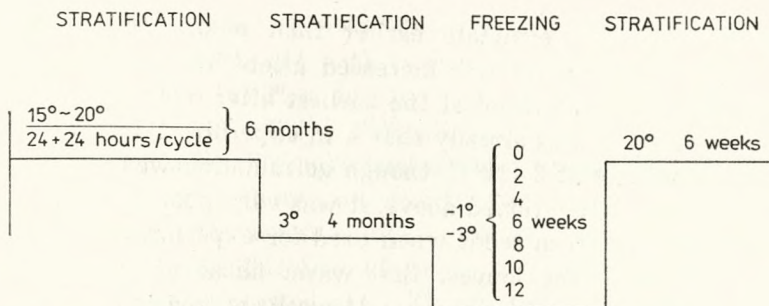 STRATIFICATION STRATIFICATION FREEZING STRATIFICATION
15°~20°
24+24 hours/cycle } 6 months
3° 4 months
-1°
-3°
0
2
4
6 weeks
8
10
12
20° 6 weeks